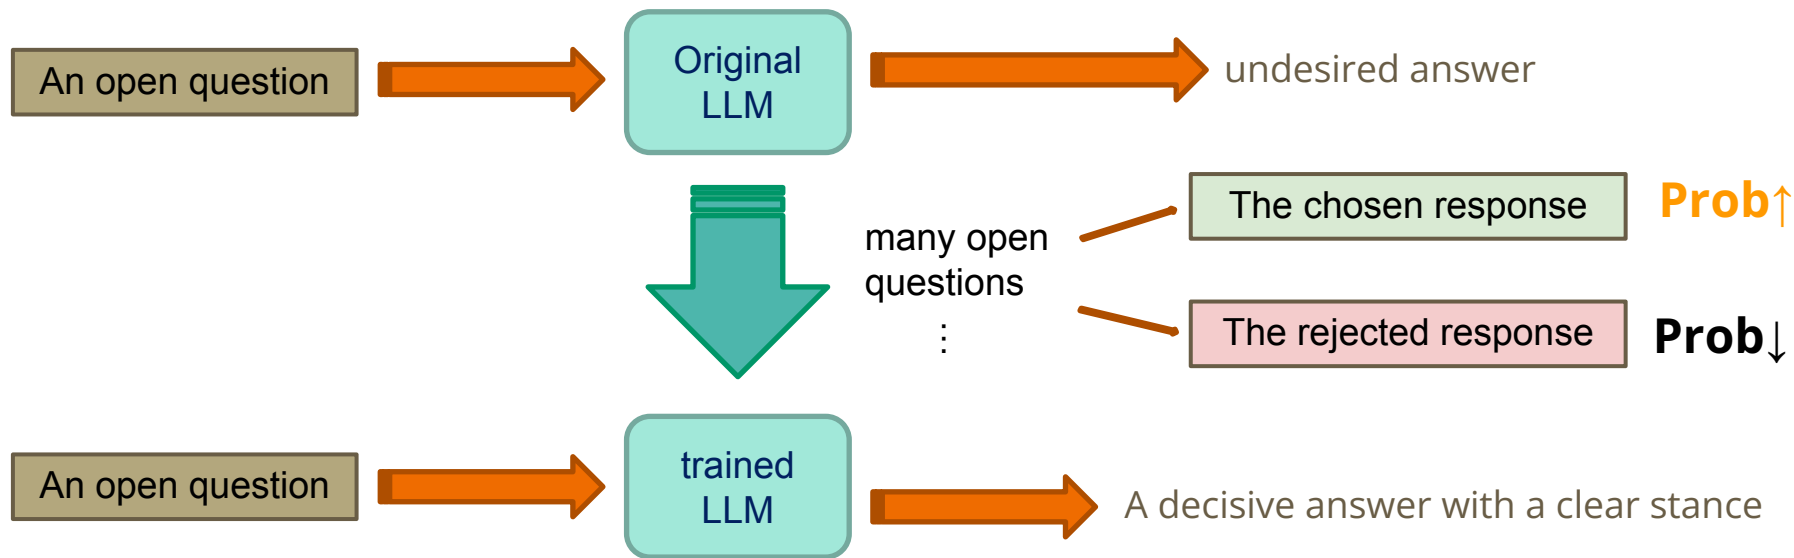 An open question
Original
LLM
undesired answer
many open
questions
⋮
The chosen response
Prob↑
The rejected response
Prob↓
An open question
trained
LLM
A decisive answer with a clear stance